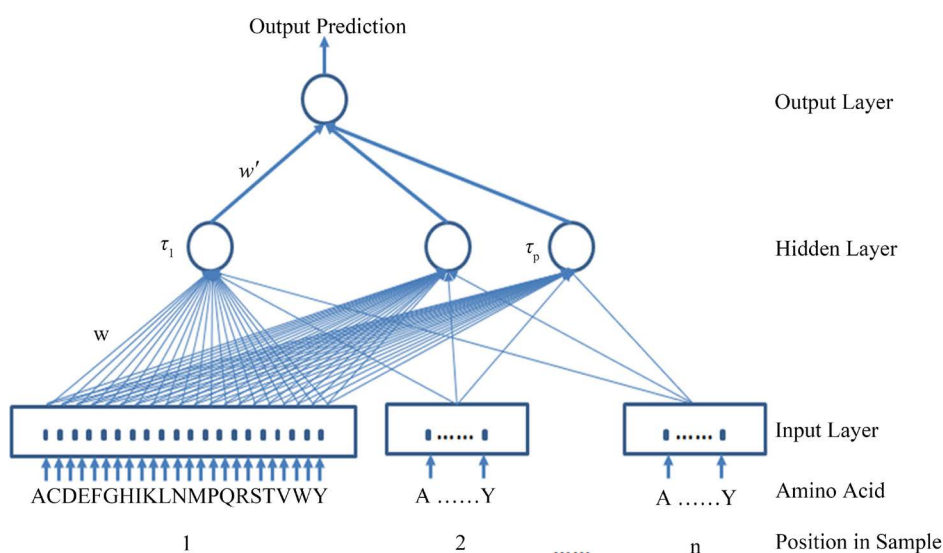 Output Prediction
Output Layer
w′
τ1
τp
Hidden Layer
w
...... ......
Input Layer
ACDEFGHIKLNMPQRSTVWY A ......Y A ......Y Amino Acid
1 2 ...... n Position in Sample